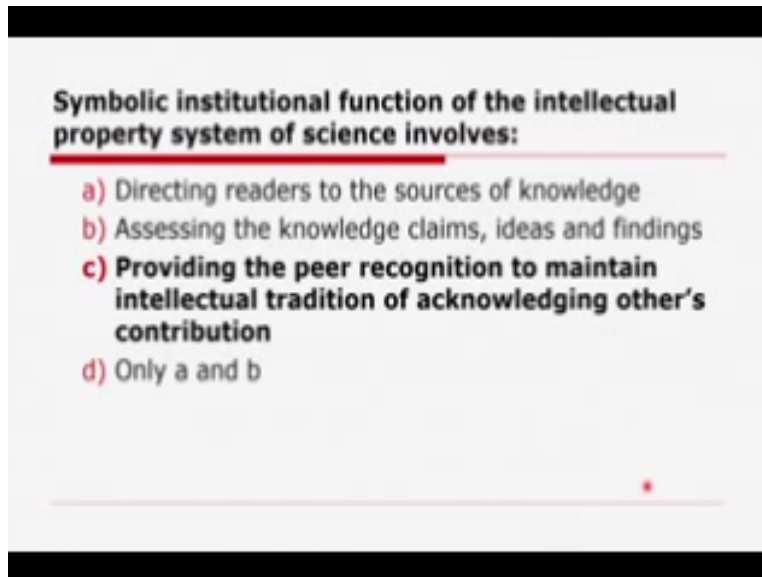 Symbolic institutional function of the intellectual
property system of science involves:
a) Directing readers to the sources of knowledge
b) Assessing the knowledge claims, ideas and findings
c) Providing the peer recognition to maintain
intellectual tradition of acknowledging other's
contribution
d) Only a and b